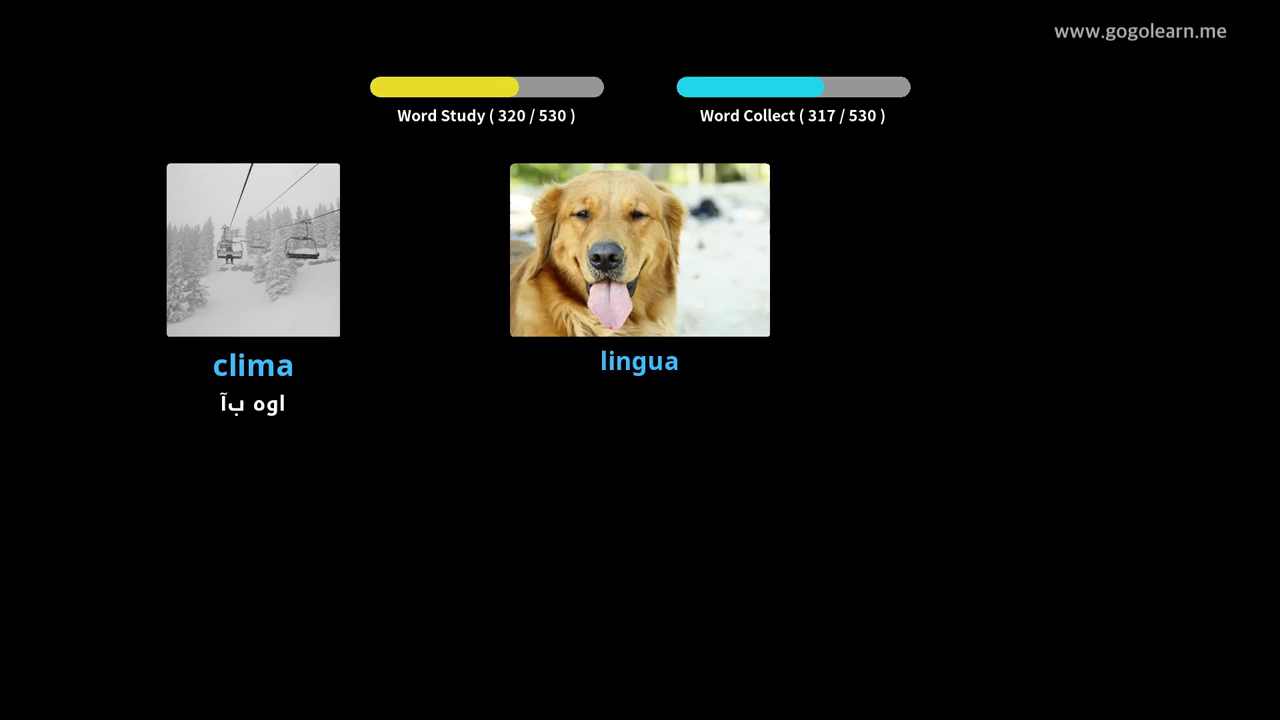 www.gogolearn.me
Word Study ( 320 / 530 )
Word Collect ( 317 / 530 )
clima
اوه بآ
lingua